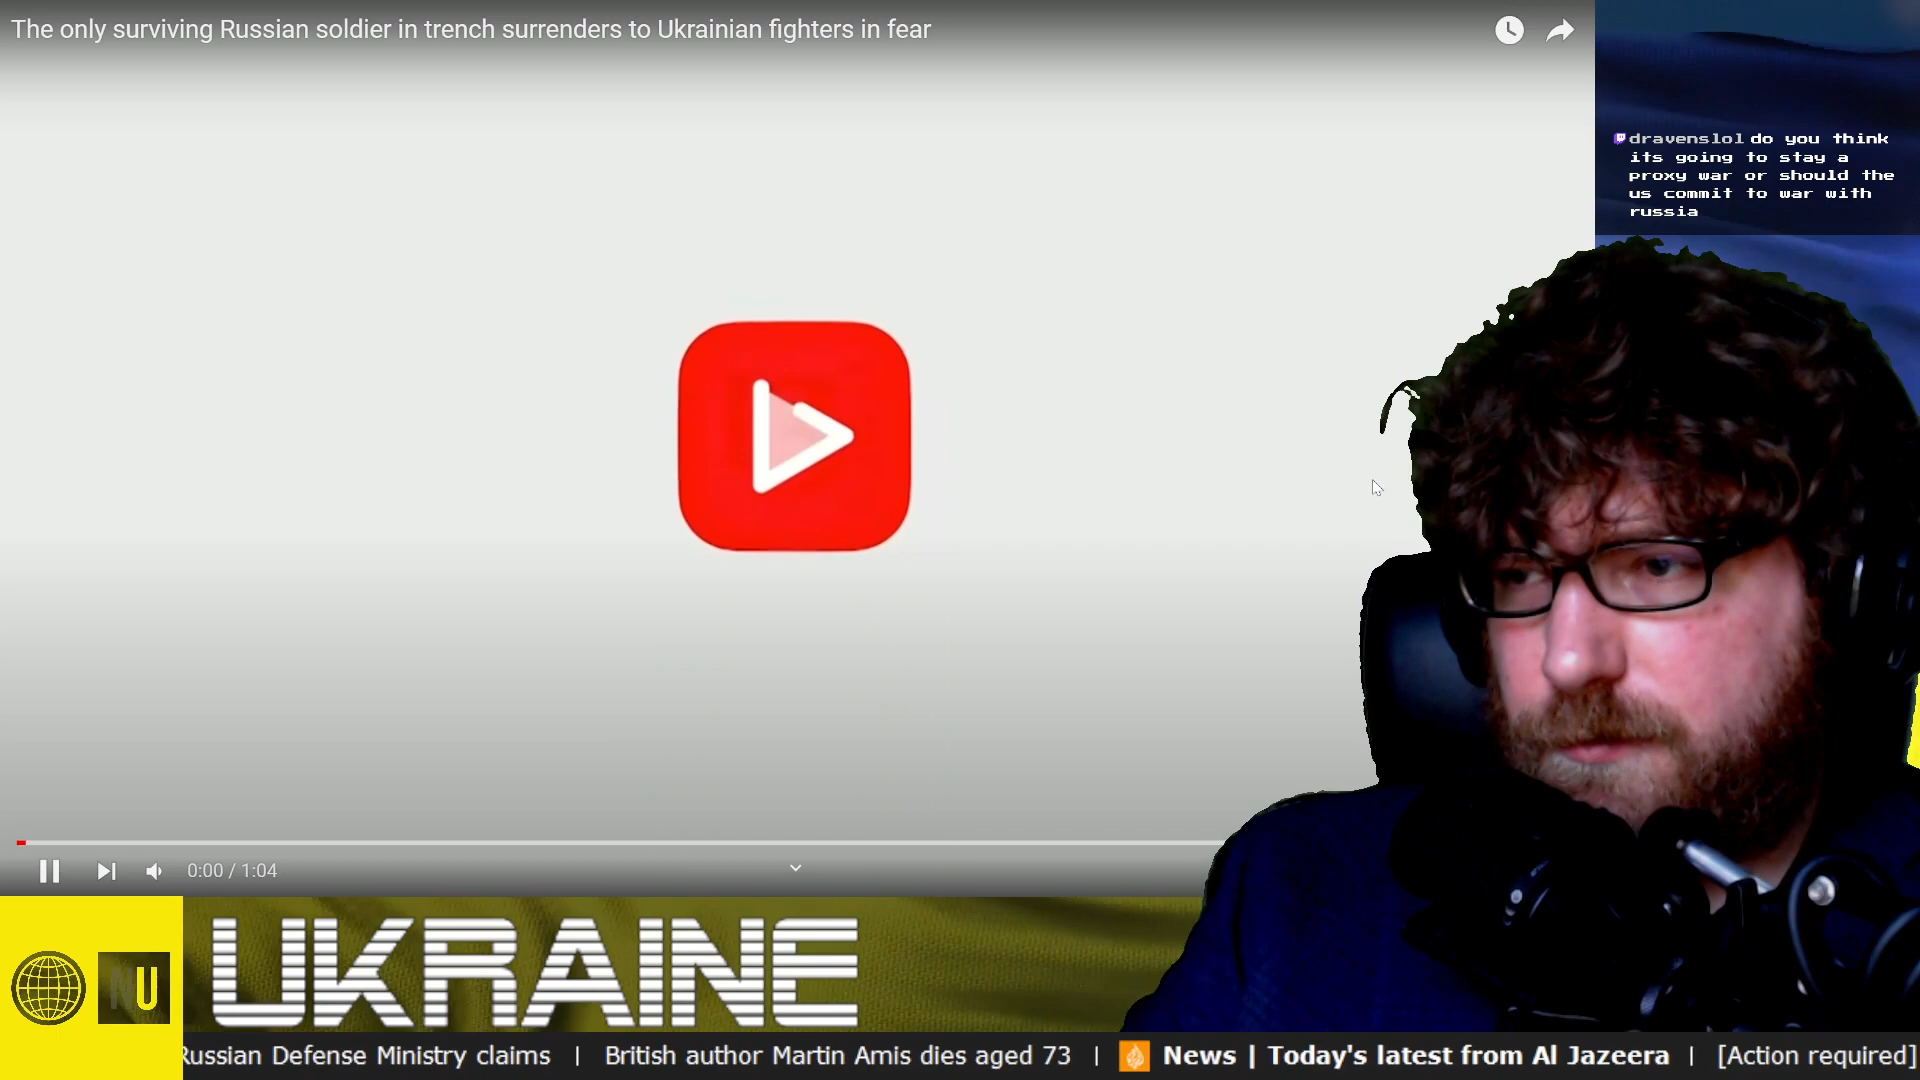 The only surviving Russian soldier in trench surrenders to Ukrainian fighters in fear
dravenslol do you think
its going to stay a
proxy war or should the
us commit to war with
russia
0:00 / 1:04
NU
UKRAINE
Russian Defense Ministry claims | British author Martin Amis dies aged 73 | News | Today's latest from Al Jazeera | [Action required]